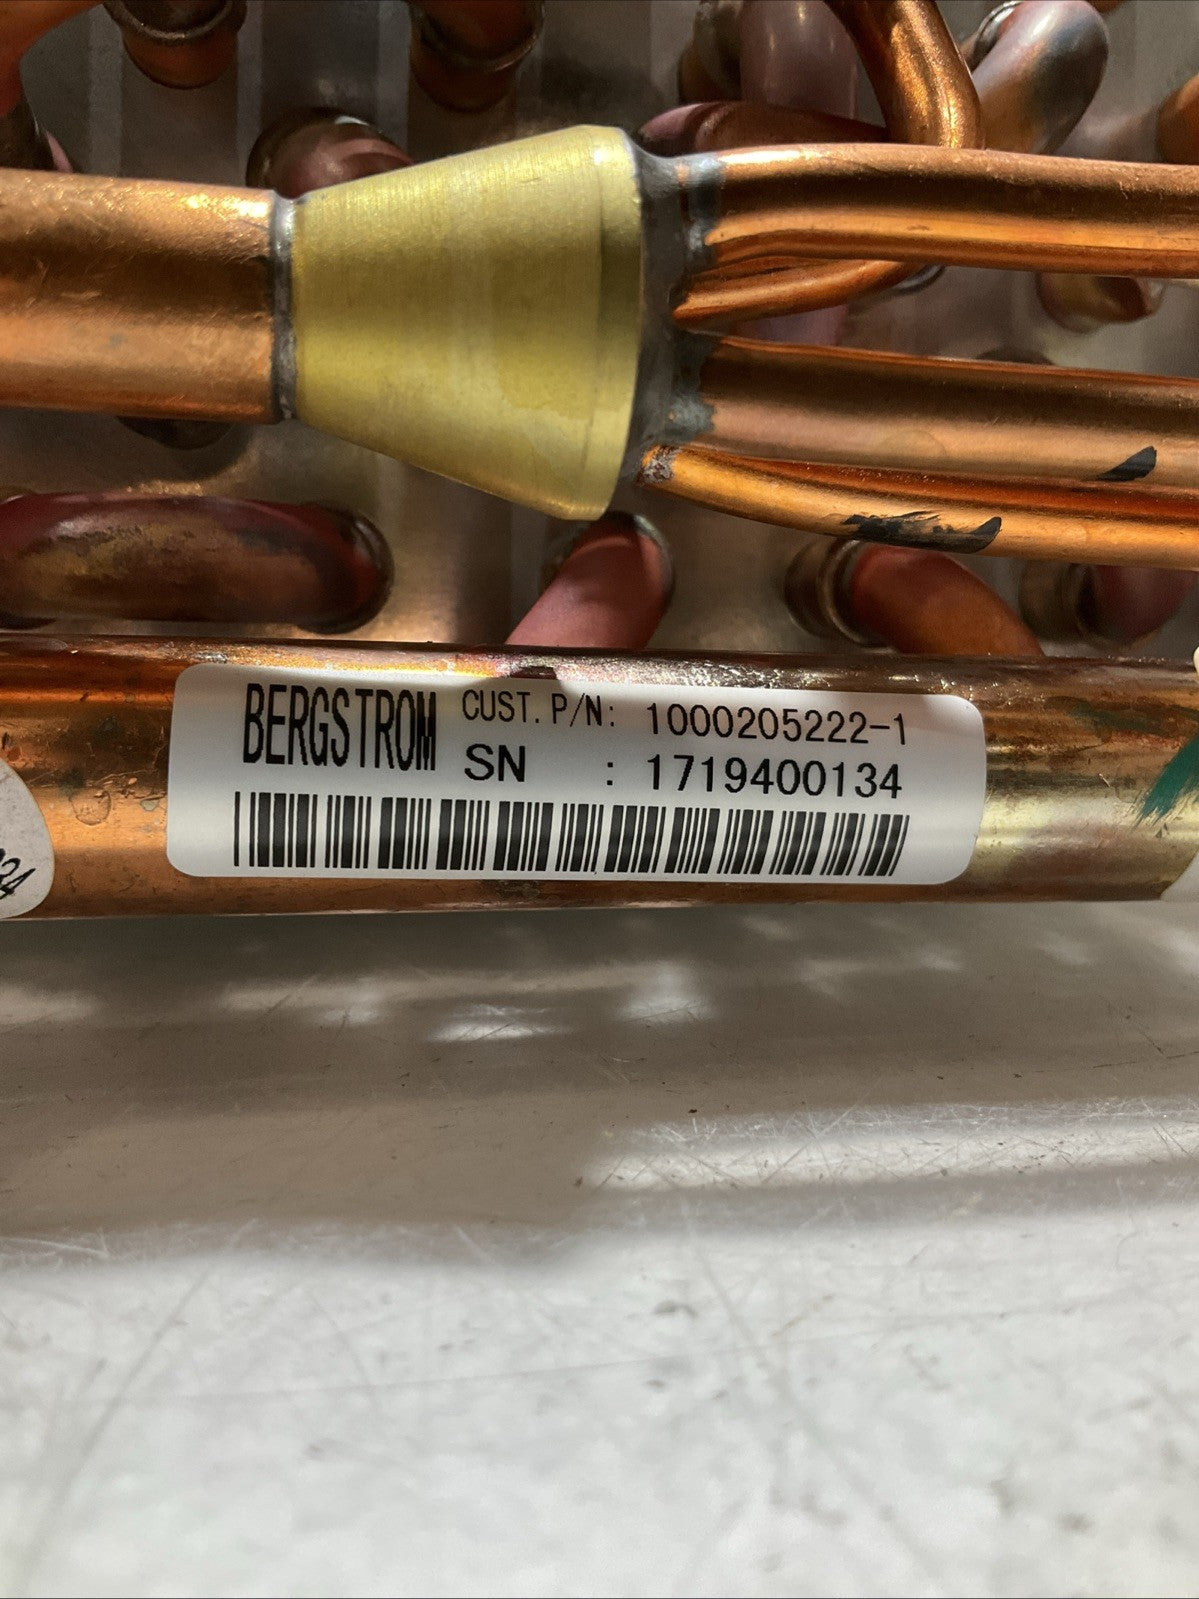 BERGSTROM CUST. P/N: 1000205222-1
SN : 1719400134